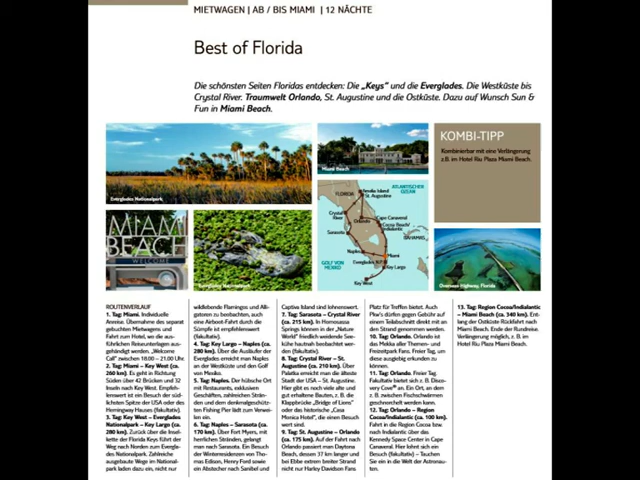 MIETWAGEN | AB / BIS MIAMI | 12 NÄCHTE
Best of Florida
Die schönsten Seiten Floridas entdecken: Die „Keys" und die Everglades. Die Westküste bis
Crystal River. Traumwelt Orlando, St. Augustine und die Ostküste. Dazu auf Wunsch Sun &
Fun in Miami Beach.
Everglades Nationalpark
Miami Beach
KOMBI-TIPP
Kombinierbar mit eine Verlängerung
z.B. im Hotel Riu Plaza Miami Beach.
MIAMI
BEACH
WELCOME
Everglades Nationalpark
ATLANTISCHER
OZEAN
FLORIDA
Amelia Island
St. Augustine
Crystal
River
Orlando
Cape Canaveral
Cocoa Beach/
Indialantic
Sarasota
Naples
Miami
Everglades N.P.
Key Largo
BAHAMAS
GOLF VON
MEXIKO
Key West
Overseas Highway, Florida
ROUTENVERLAUF
1. Tag: Miami. Individuelle
Anreise. Übernahme des separat
gebuchten Mietwagens und
Fahrt zum Hotel, wo die aus-
führlichen Reiseunterlagen aus-
gehändigt werden. „Welcome
Call" zwischen 18.00 – 21.00 Uhr.
2. Tag: Miami – Key West (ca.
260 km). Es geht in Richtung
Süden über 42 Brücken und 32
Inseln nach Key West. Empfeh-
lenswert ist ein Besuch der süd-
lichsten Spitze der USA oder des
Hemingway Hauses (fakultativ).
3. Tag: Key West – Everglades
Nationalpark – Key Largo (ca.
280 km). Zurück über die Insel-
kette der Florida Keys führt der
Weg nach Norden zum Evergla-
des Nationalpark. Zahlreiche
ausgebaute Wege im National-
park laden dazu ein, nicht nur
wildlebende Flamingos und Alli-
gatoren zu beobachten, auch
eine Airboat-Fahrt durch die
Sümpfe ist empfehlenswert
(fakultativ).
4. Tag: Key Largo – Naples (ca.
280 km). Über die Ausläufer der
Everglades erreicht man Naples
an der Westküste und den Golf
von Mexiko.
5. Tag: Naples. Der hübsche Ort
mit Restaurants, exklusiven
Geschäften, zahlreichen Strän-
den und dem denkmalgeschütz-
ten Fishing Pier lädt zum Verwei-
len ein.
6. Tag: Naples – Sarasota (ca.
170 km). Über Fort Myers, mit
herrlichen Stränden, gelangt
man nach Sarasota. Ein Besuch
der Winterresidenzen von Tho-
mas Edison, Henry Ford sowie
ein Abstecher nach Sanibel und
Captiva Island sind lohnenswert.
7. Tag: Sarasota – Crystal River
(ca. 215 km). In Homosassa
Springs können in der „Nature
World" friedlich weidende See-
kühe hautnah beobachtet wer-
den (fakultativ).
8. Tag: Crystal River – St.
Augustine (ca. 210 km). Über
Palatka erreicht man die älteste
Stadt der USA – St. Augustine.
Hier gibt es noch viele alte und
gut erhaltene Bauten, z. B. die
Klappbrücke „Bridge of Lions"
oder das historische „Casa
Monica Hotel", die einen Besuch
wert sind.
9. Tag: St. Augustine – Orlando
(ca. 175 km). Auf der Fahrt nach
Orlando passiert man Daytona
Beach, dessen 37 km langer und
bei Ebbe extrem breiter Strand
nicht nur Harley Davidson Fans
Platz für Treffen bietet. Auch
Pkw's dürfen gegen Gebühr auf
einem Teilabschnitt direkt mit an
den Strand genommen werden.
10. Tag: Orlando. Orlando ist
das Mekka aller Themen- und
Freizeitpark Fans. Freier Tag, um
diese ausgiebig erkunden zu
können.
11. Tag: Orlando. Freier Tag.
Fakultativ bietet sich z. B. Disco-
very Cove® an. Ein Ort, an dem
z. B. zwischen Fischschwärmen
geschnorchelt werden kann.
12. Tag: Orlando – Region
Cocoa/Indialantic (ca. 100 km).
Fahrt in die Region Cocoa bzw.
nach Indialantic über das
Kennedy Space Center in Cape
Canaveral. Hier lohnt sich ein
Besuch (fakultativ) – Tauchen
Sie ein in die Welt der Astronau-
ten.
13. Tag: Region Cocoa/Indialantic
– Miami Beach (ca. 340 km). Ent-
lang der Ostküste Rückfahrt nach
Miami Beach. Ende der Rundreise.
Verlängerung möglich, z. B. im
Hotel Riu Plaza Miami Beach.